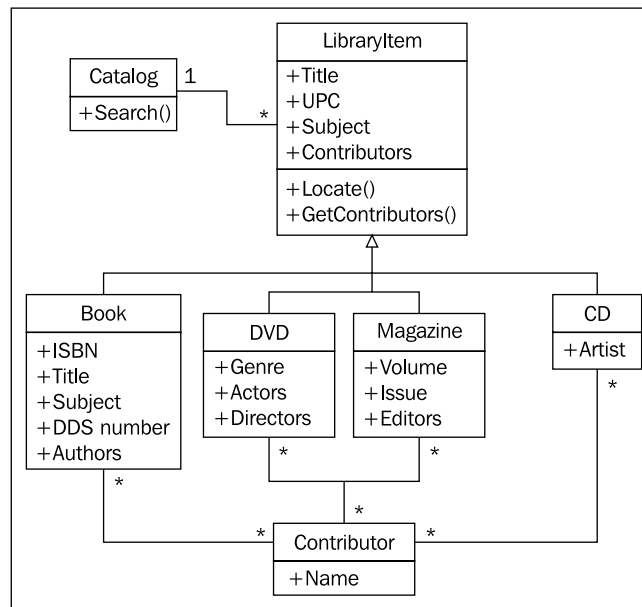 LibraryItem
+Title
+UPC
+Subject
+Contributors
+Locate()
+GetContributors()
Catalog
+Search()
1
*
Book
+ISBN
+Title
+Subject
+DDS number
+Authors
*
DVD
+Genre
+Actors
+Directors
*
Magazine
+Volume
+Issue
+Editors
*
CD
+Artist
*
*
*
*
Contributor
+Name